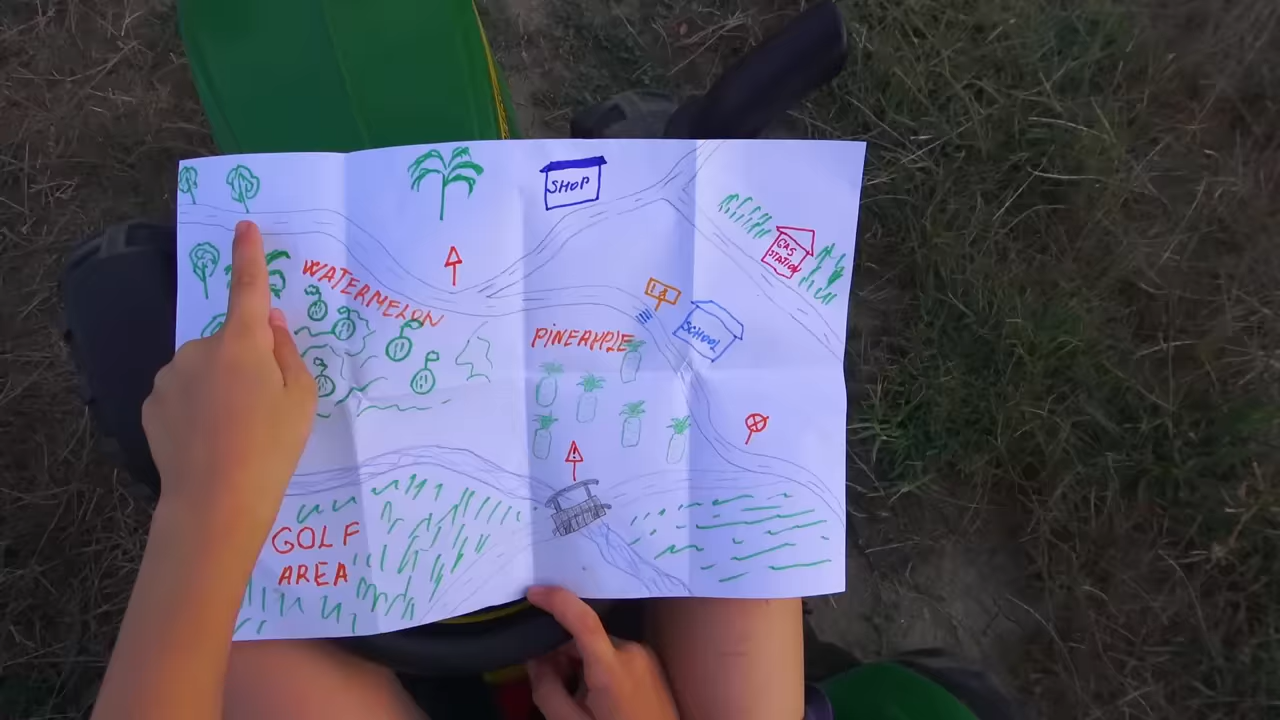 SHOP
GAS
STATION
WATERMELON
PINEAPPLE
SCHOOL
!
GOLF
AREA